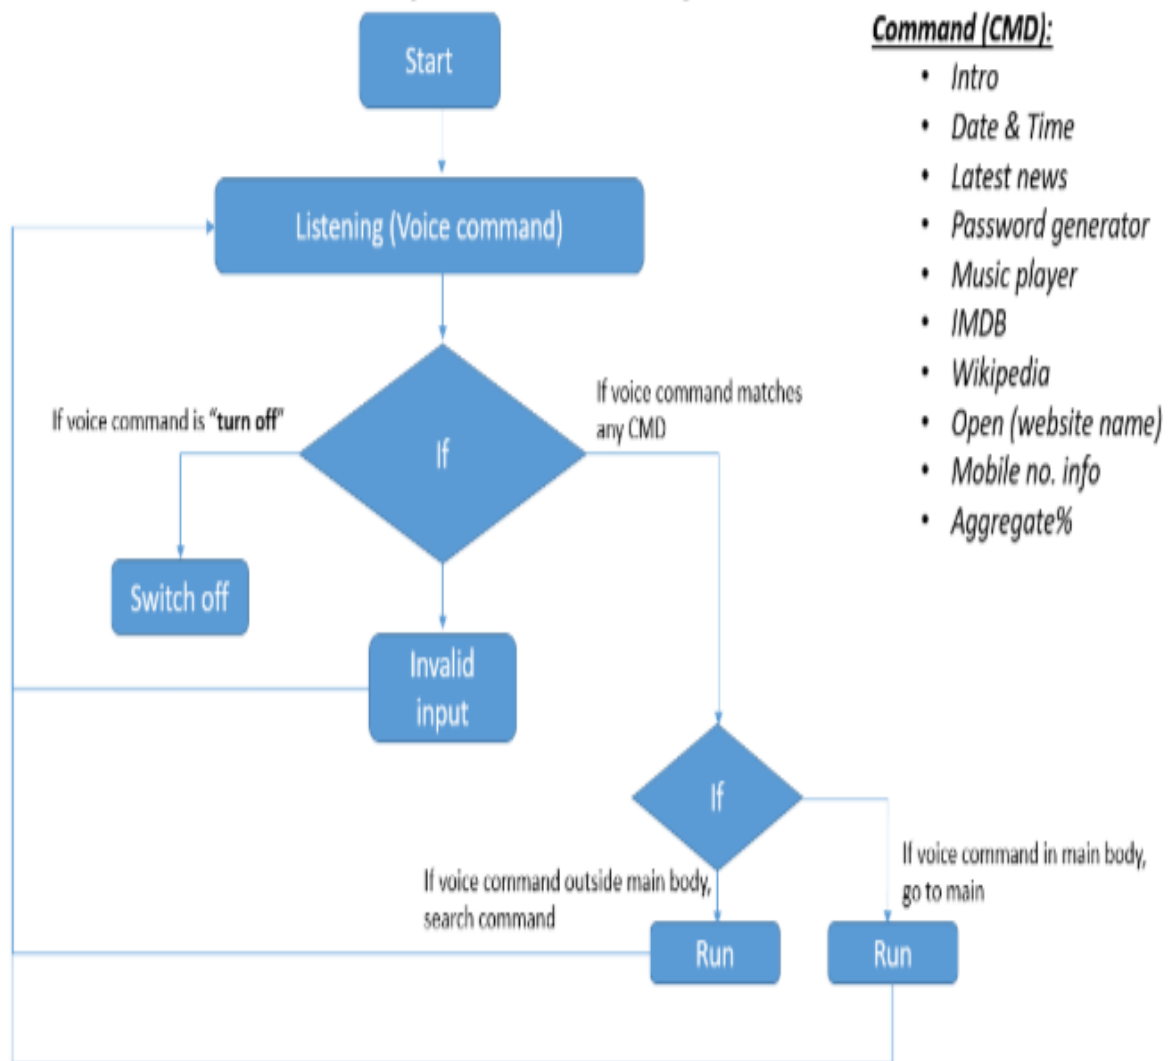 Start
Command (CMD):
• Intro
• Date & Time
• Latest news
• Password generator
• Music player
• IMDB
• Wikipedia
• Open (website name)
• Mobile no. info
• Aggregate%
Listening (Voice command)
If voice command is "turn off"
If
If voice command matches
any CMD
Switch off
Invalid
input
If
If voice command outside main body,
search command
If voice command in main body,
go to main
Run
Run